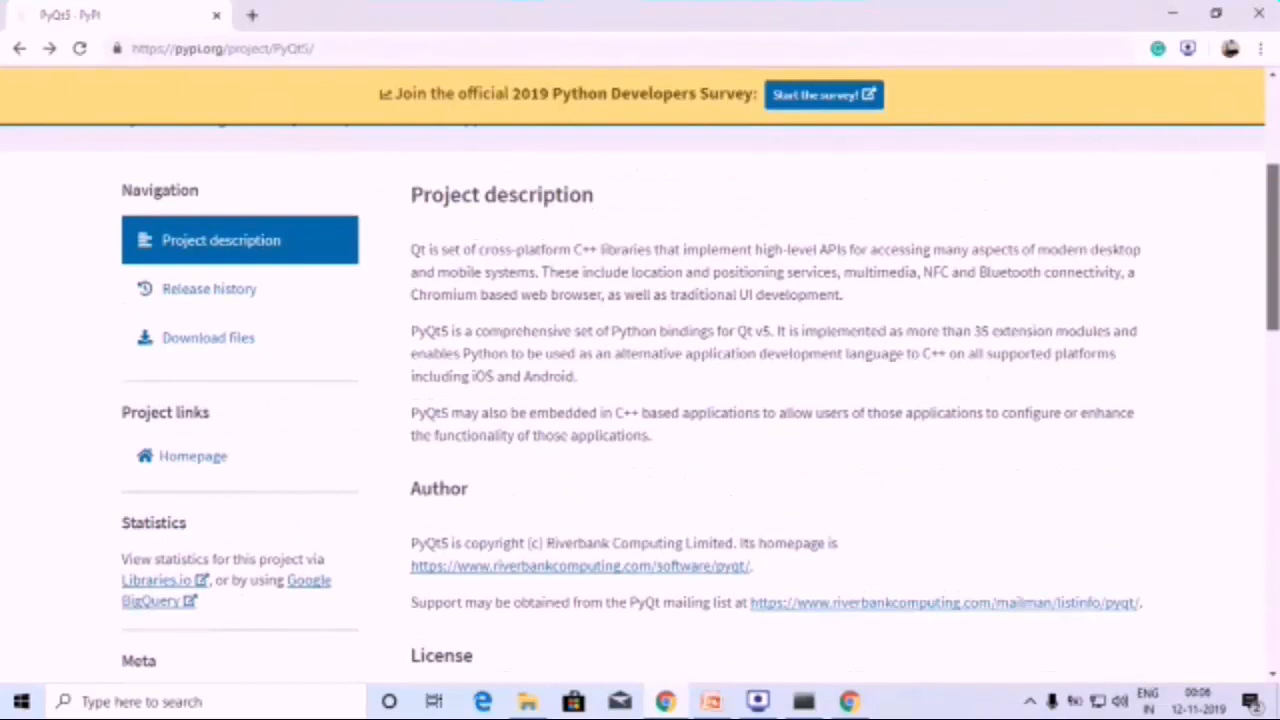 PyQt5 · PyPI
https://pypi.org/project/PyQt5/
Join the official 2019 Python Developers Survey:
Start the survey!
Navigation
Project description
Release history
Download files
Project links
Homepage
Statistics
View statistics for this project via
Libraries.io, or by using Google
BigQuery
Meta
Project description
Qt is set of cross-platform C++ libraries that implement high-level APIs for accessing many aspects of modern desktop
and mobile systems. These include location and positioning services, multimedia, NFC and Bluetooth connectivity, a
Chromium based web browser, as well as traditional UI development.
PyQt5 is a comprehensive set of Python bindings for Qt v5. It is implemented as more than 35 extension modules and
enables Python to be used as an alternative application development language to C++ on all supported platforms
including iOS and Android.
PyQt5 may also be embedded in C++ based applications to allow users of those applications to configure or enhance
the functionality of those applications.
Author
PyQt5 is copyright (c) Riverbank Computing Limited. Its homepage is
https://www.riverbankcomputing.com/software/pyqt/.
Support may be obtained from the PyQt mailing list at https://www.riverbankcomputing.com/mailman/listinfo/pyqt/.
License
Type here to search
ENG
IN
00:06
12-11-2019
2